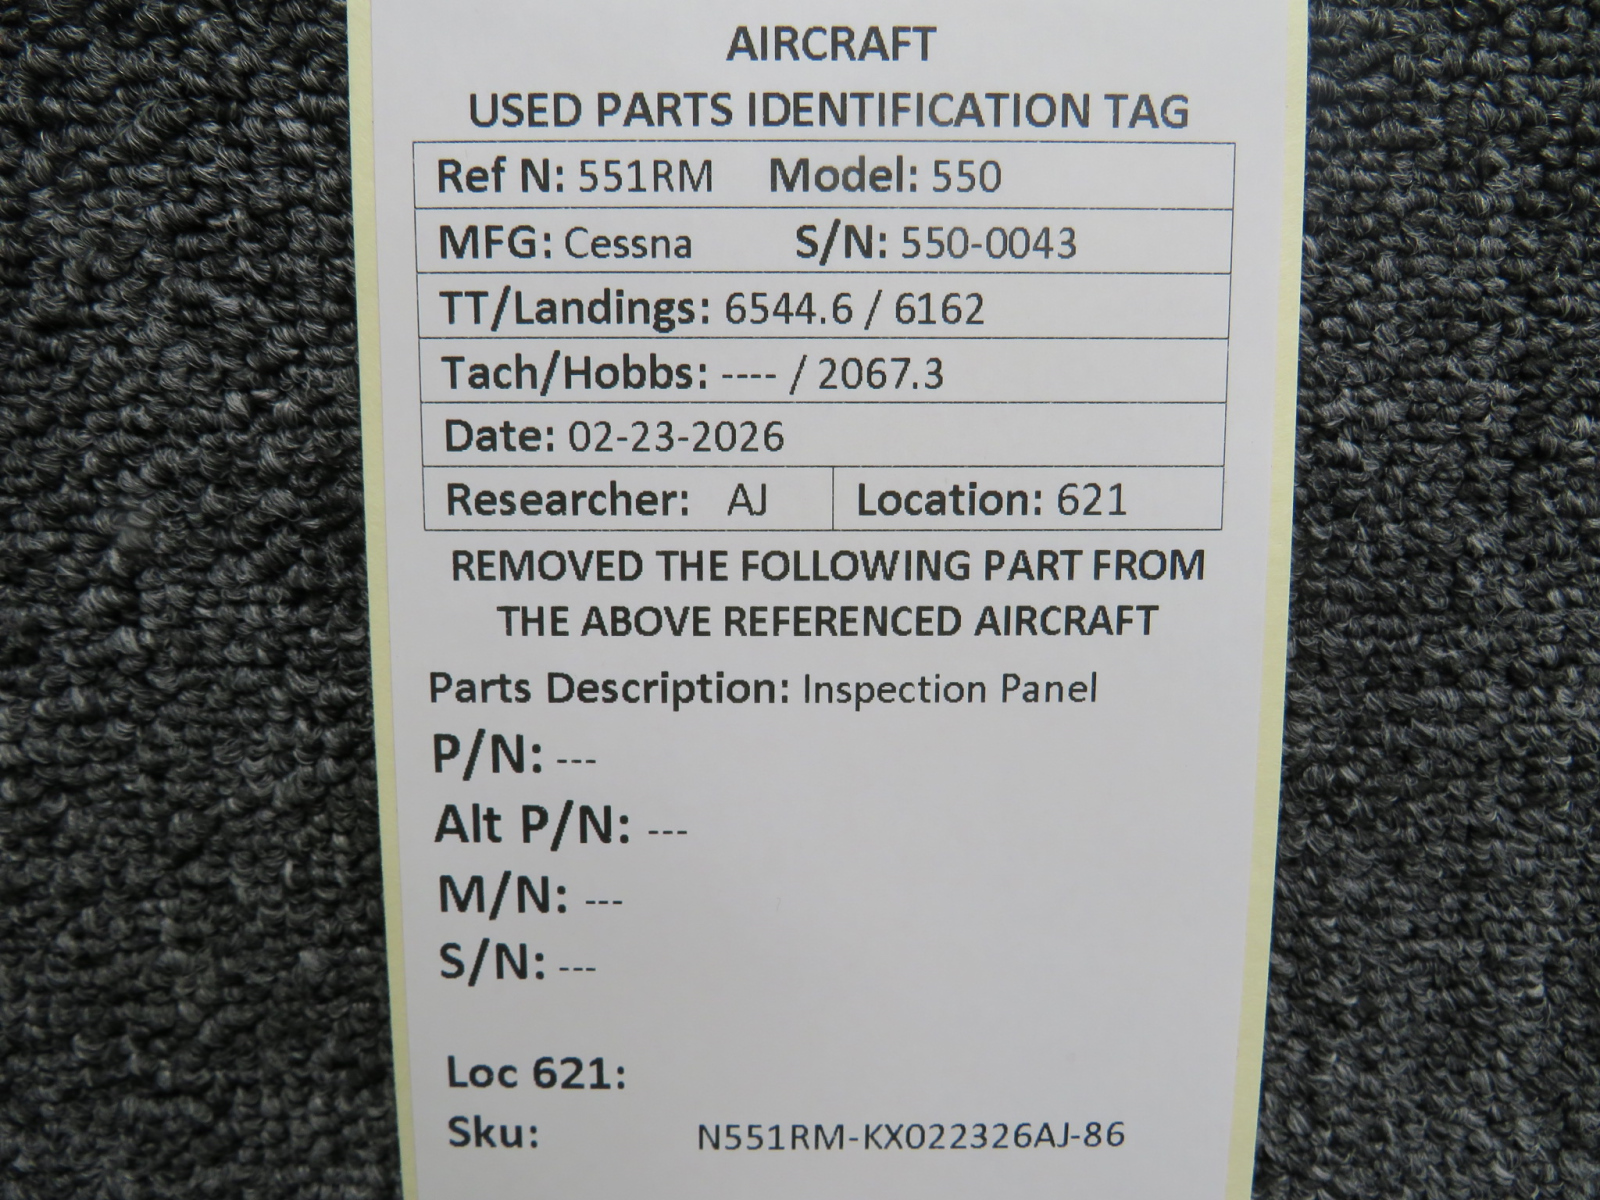 AIRCRAFT
USED PARTS IDENTIFICATION TAG
Ref N: 551RM Model: 550
MFG: Cessna S/N: 550-0043
TT/Landings: 6544.6 / 6162
Tach/Hobbs: ---- / 2067.3
Date: 02-23-2026
Researcher: AJ Location: 621
REMOVED THE FOLLOWING PART FROM
THE ABOVE REFERENCED AIRCRAFT
Parts Description: Inspection Panel
P/N: ---
Alt P/N: ---
M/N: ---
S/N: ---
Loc 621:
Sku: N551RM-KX022326AJ-86